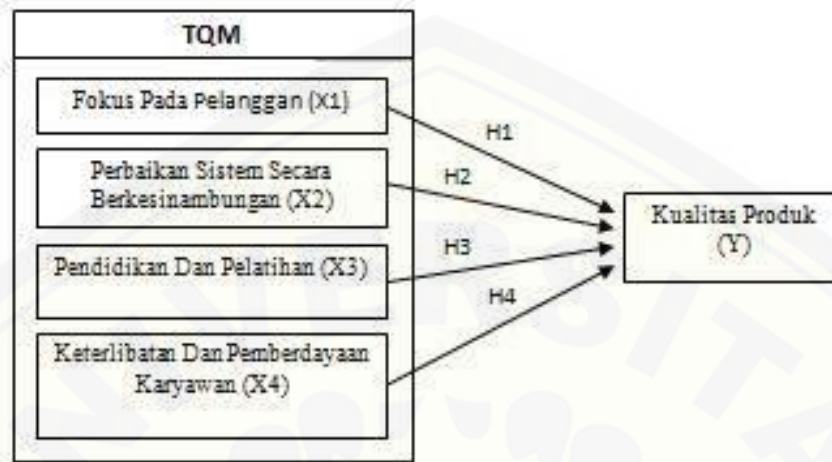 TQM
Fokus Pada Pelanggan (X1)
H1
Perbaikan Sistem Secara
Berkesinambungan (X2)
H2
Kualitas Produk
(Y)
Pendidikan Dan Pelatihan (X3)
H3
H4
Keterlibatan Dan Pemberdayaan
Karyawan (X4)